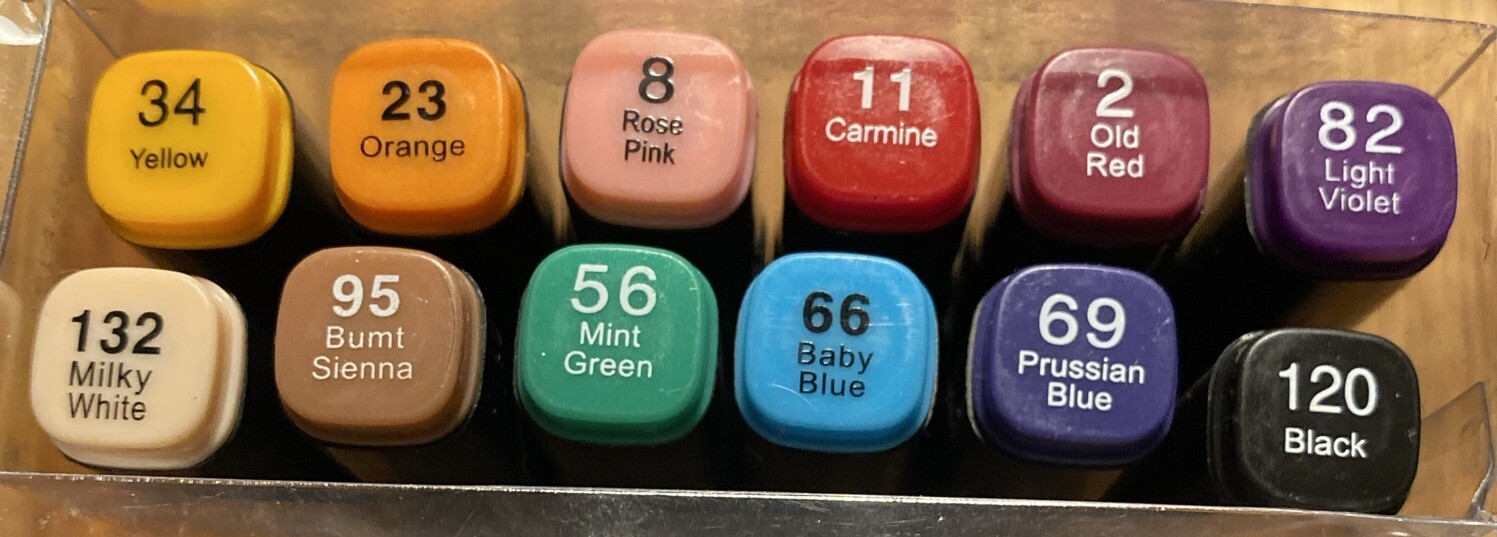 34
Yellow
23
Orange
8
Rose
Pink
11
Carmine
2
Old
Red
82
Light
Violet
132
Milky
White
95
Bumt
Sienna
56
Mint
Green
66
Baby
Blue
69
Prussian
Blue
120
Black